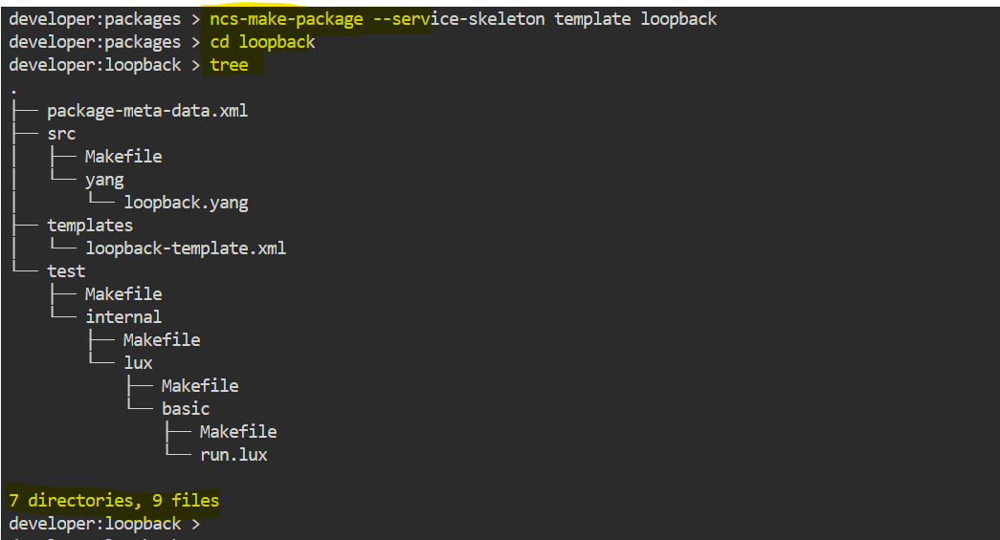 developer:packages > ncs-make-package --service-skeleton template loopback
developer:packages > cd loopback
developer:loopback > tree
.
├── package-meta-data.xml
├── src
│   ├── Makefile
│   └── yang
│       └── loopback.yang
├── templates
│   └── loopback-template.xml
└── test
    ├── Makefile
    └── internal
        ├── Makefile
        └── lux
            ├── Makefile
            └── basic
                ├── Makefile
                └── run.lux
7 directories, 9 files
developer:loopback >